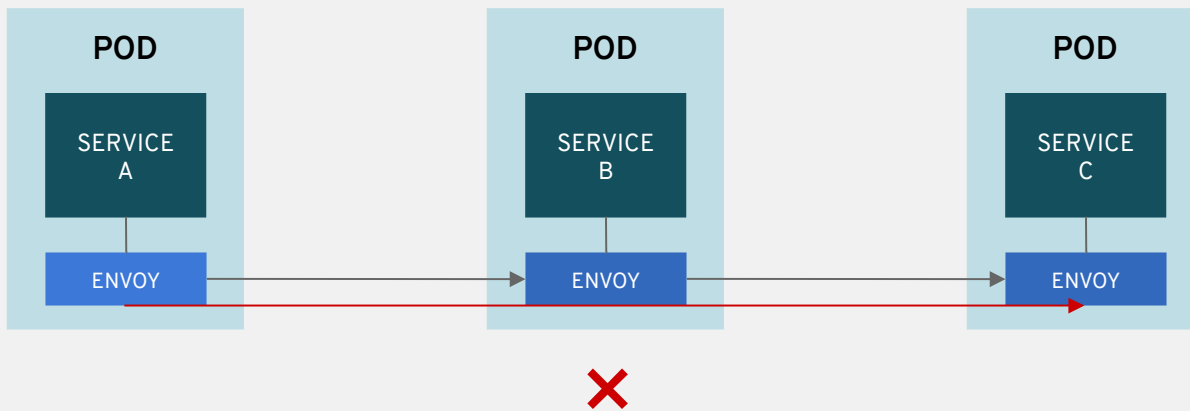 POD
SERVICE
A
ENVOY
POD
SERVICE
B
ENVOY
POD
SERVICE
C
ENVOY